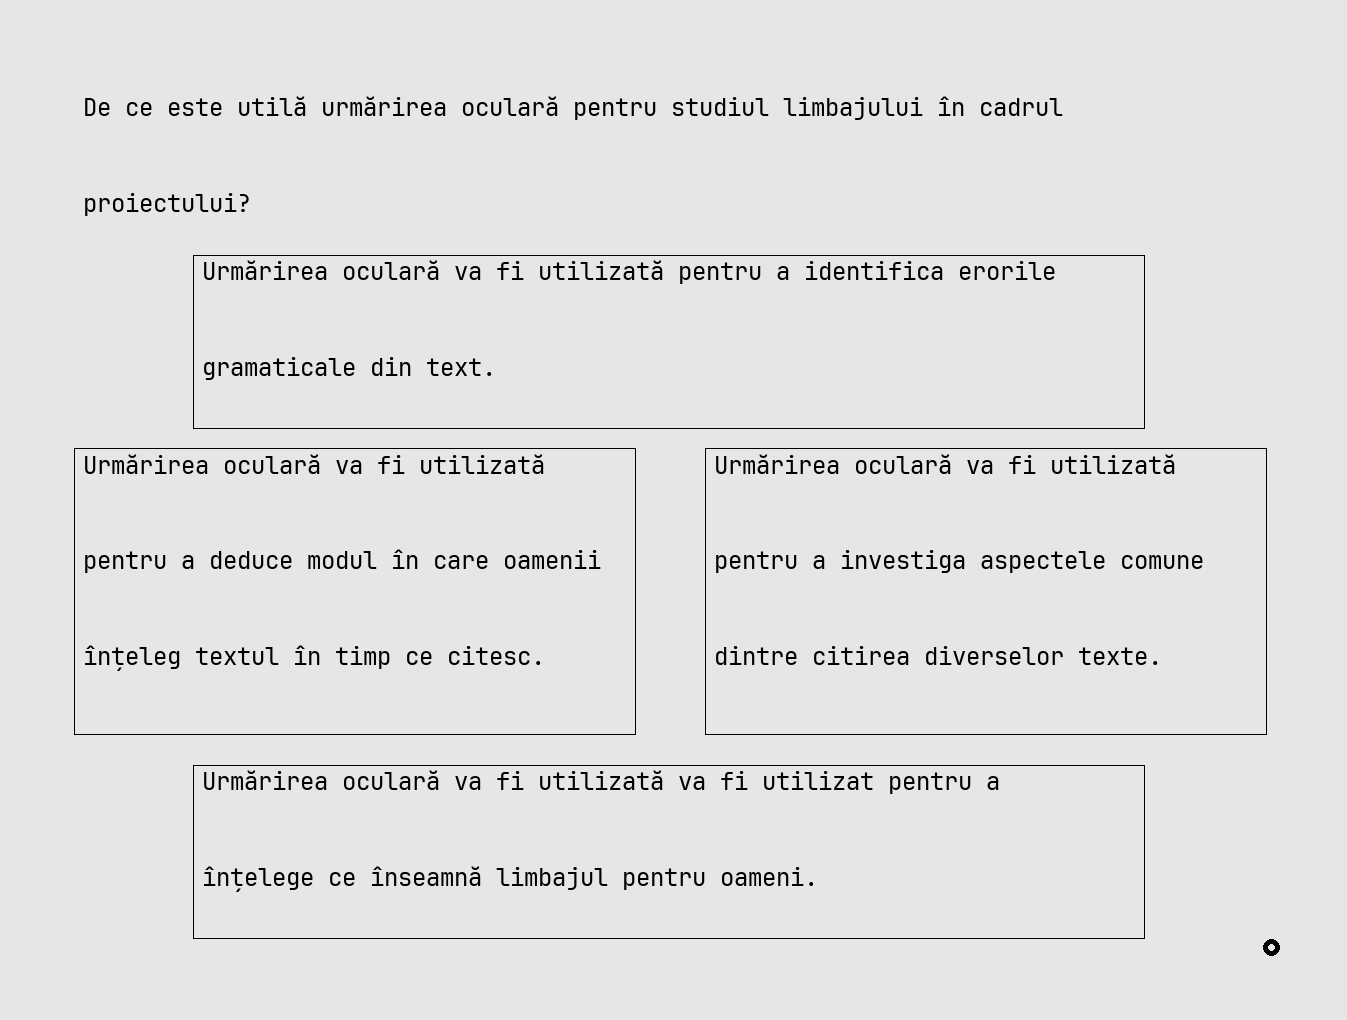 De ce este utilă urmărirea oculară pentru studiul limbajului în cadrul
proiectului?
Urmărirea oculară va fi utilizată pentru a identifica erorile
gramaticale din text.
Urmărirea oculară va fi utilizată
pentru a deduce modul în care oamenii
înțeleg textul în timp ce citesc.
Urmărirea oculară va fi utilizată
pentru a investiga aspectele comune
dintre citirea diverselor texte.
Urmărirea oculară va fi utilizată va fi utilizat pentru a
înțelege ce înseamnă limbajul pentru oameni.